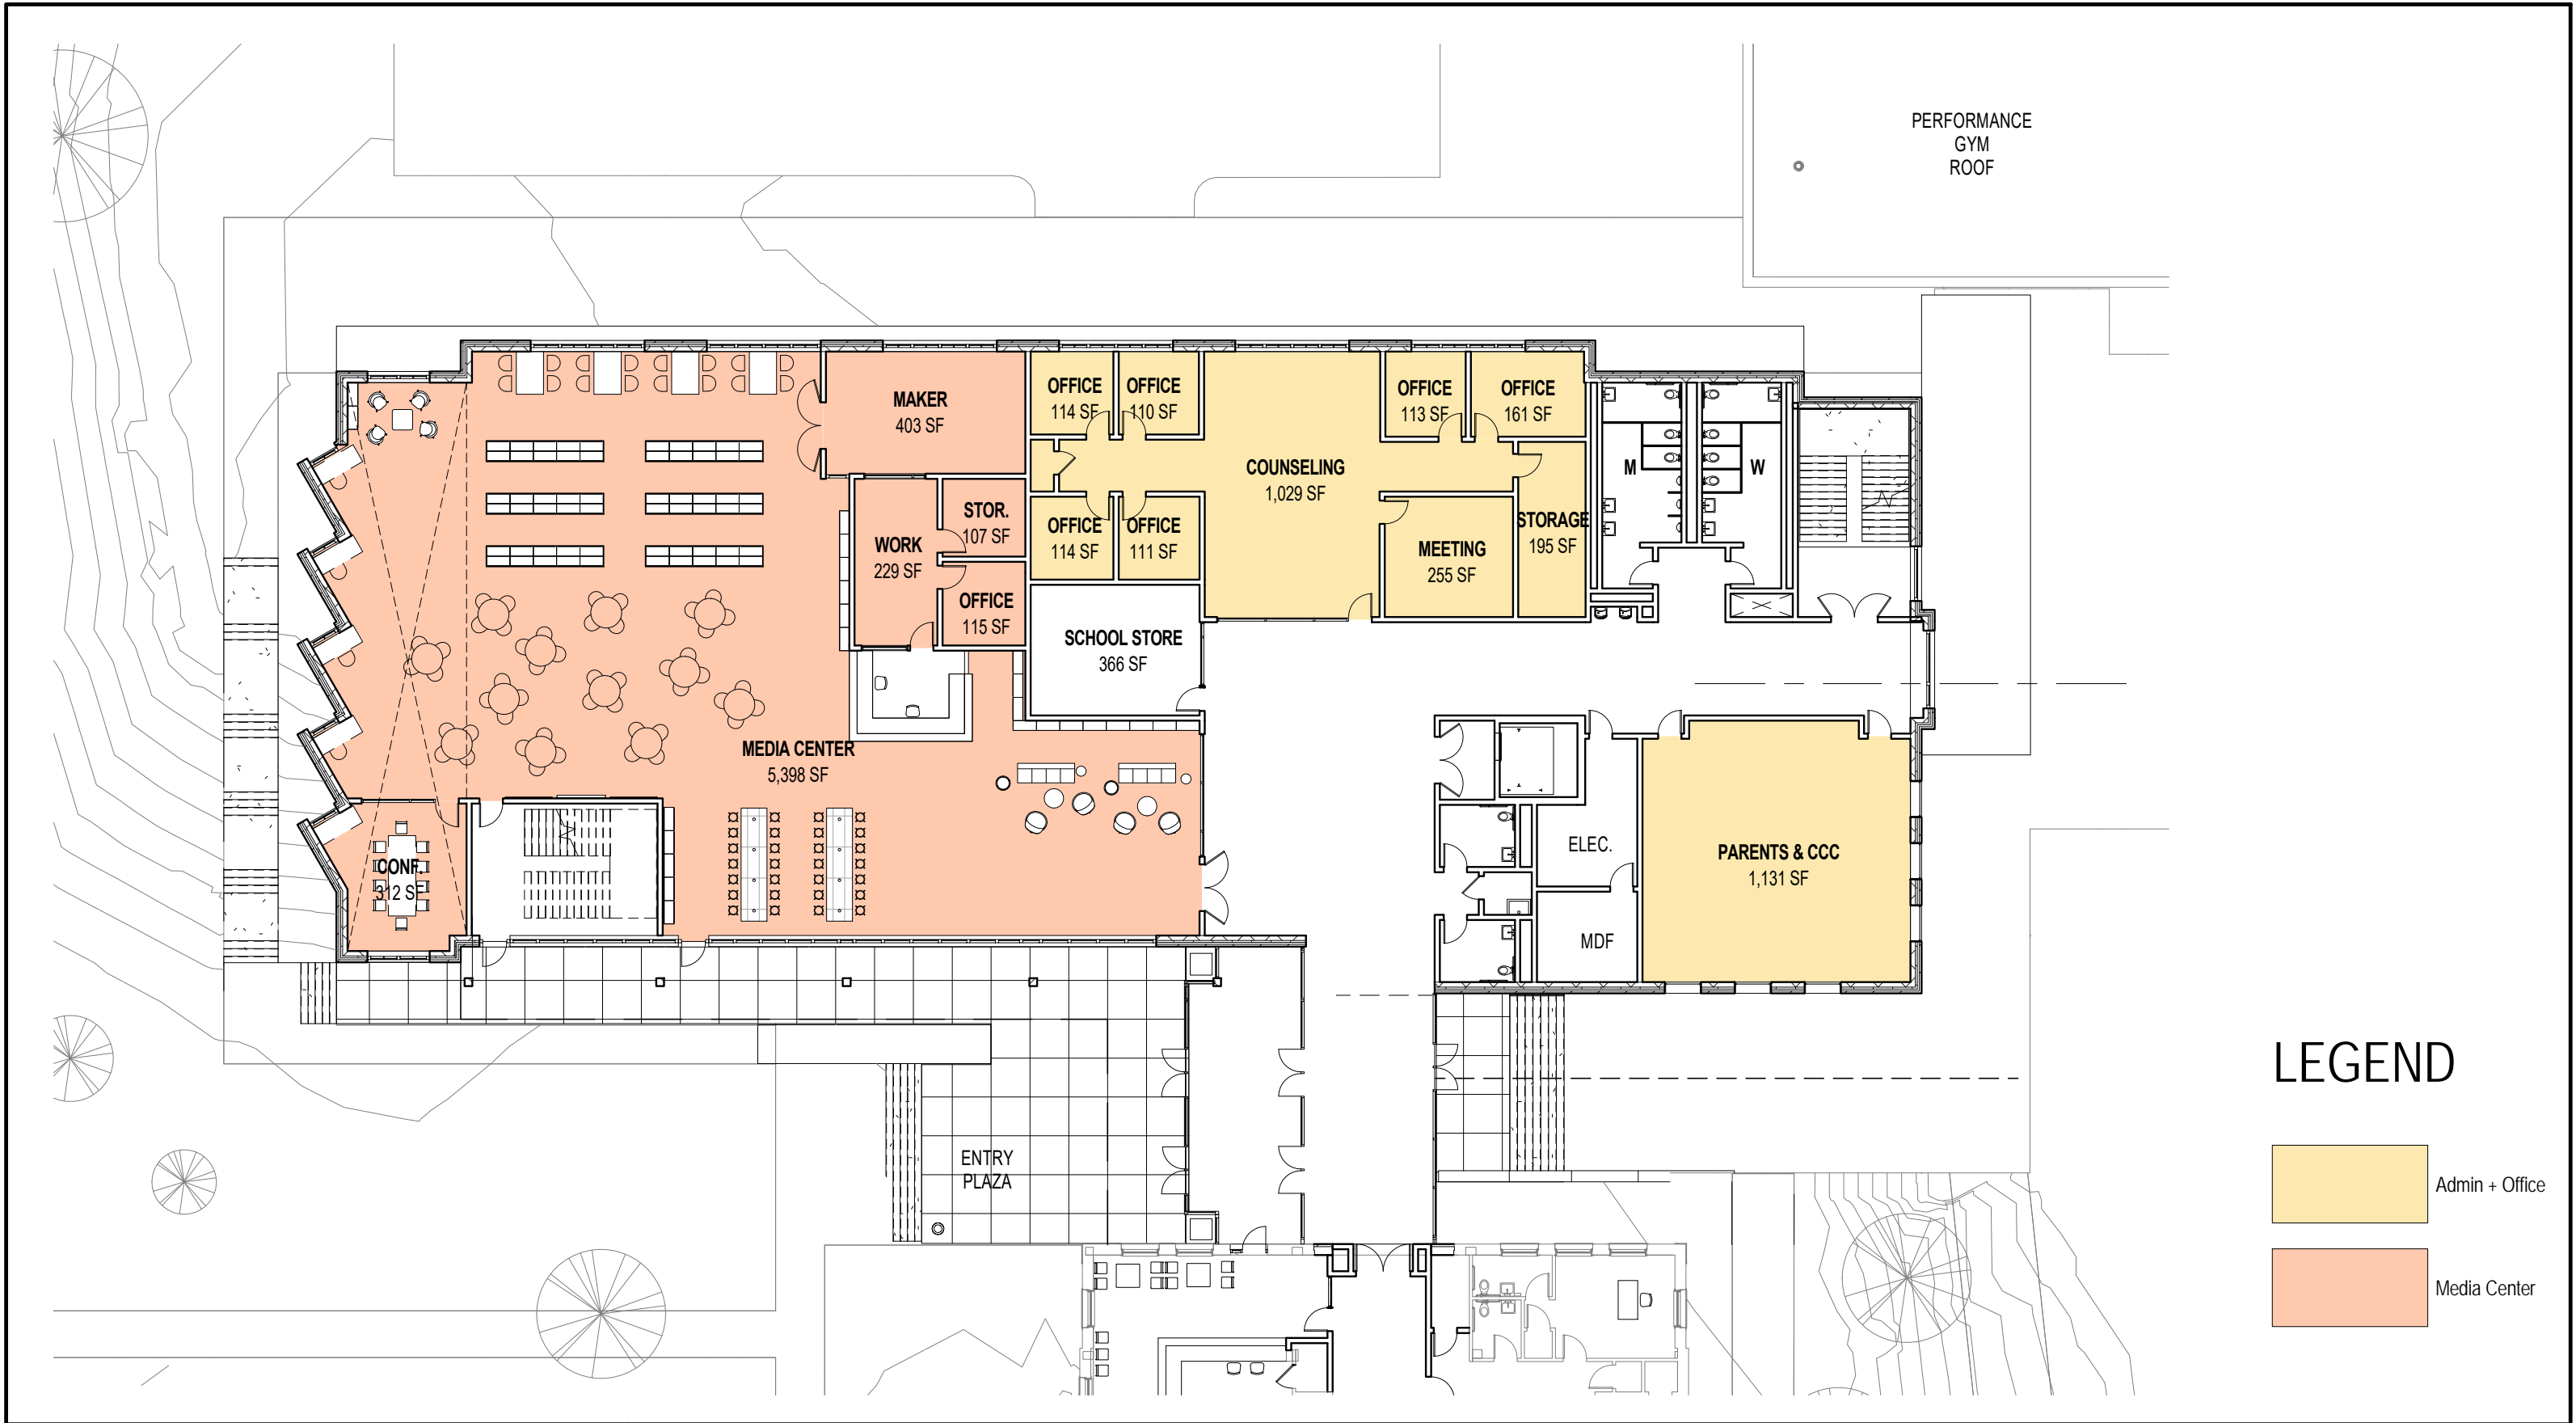 PERFORMANCE
GYM
ROOF
MAKER
403 SF
OFFICE
114 SF
OFFICE
110 SF
OFFICE
113 SF
OFFICE
161 SF
COUNSELING
1,029 SF
M
W
STOR.
107 SF
WORK
229 SF
OFFICE
114 SF
OFFICE
111 SF
MEETING
255 SF
STORAGE
195 SF
OFFICE
115 SF
SCHOOL STORE
366 SF
MEDIA CENTER
5,398 SF
CONF.
312 SF
ELEC.
PARENTS & CCC
1,131 SF
MDF
ENTRY
PLAZA
LEGEND
Admin + Office
Media Center